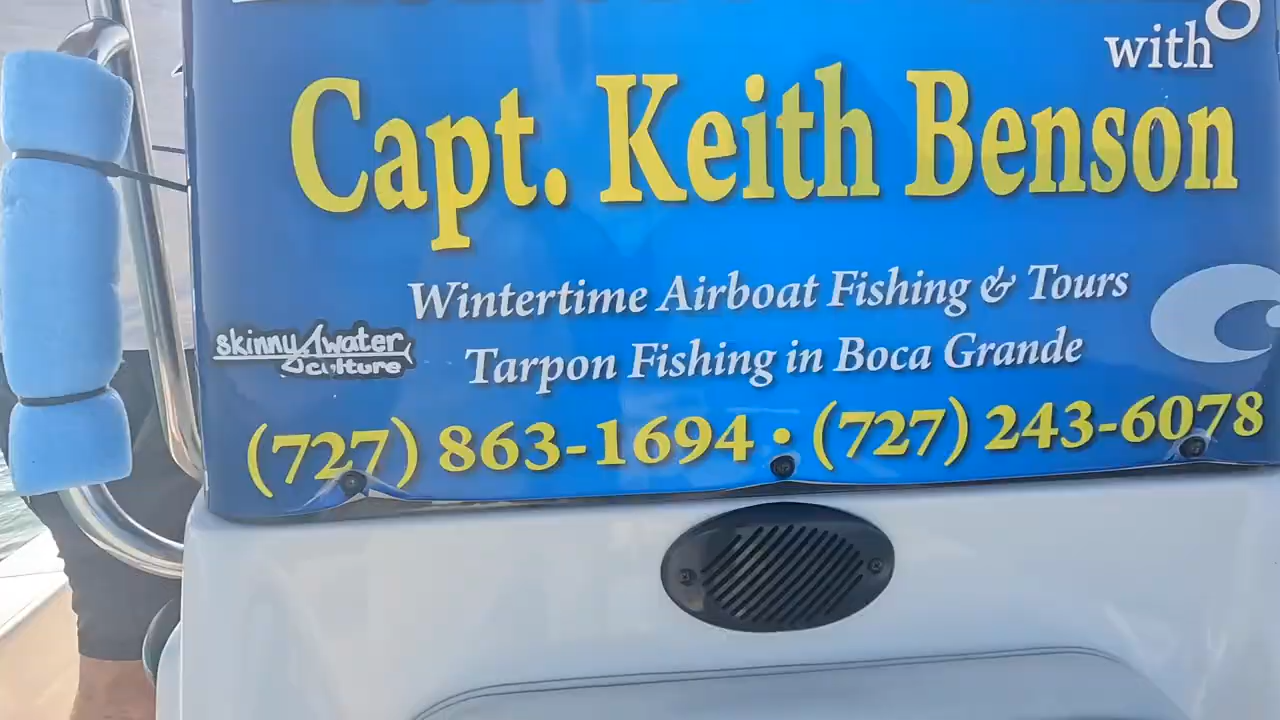 with
Capt. Keith Benson
Wintertime Airboat Fishing & Tours
skinny water
culture
Tarpon Fishing in Boca Grande
(727) 863-1694 • (727) 243-6078